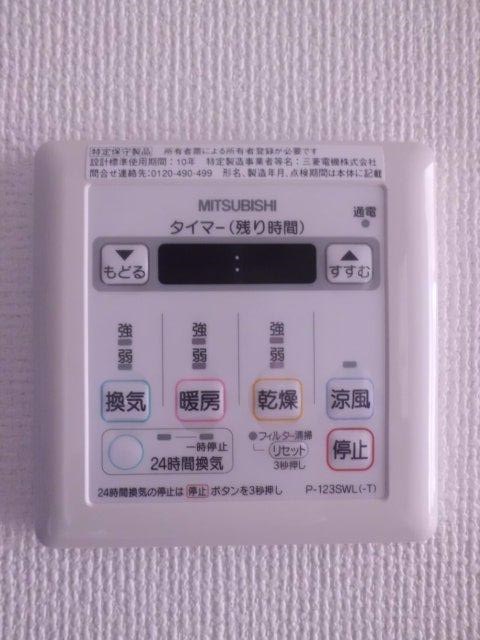 特定保守製品 所有者票による所有者登録が必要です
設計標準使用期間：10年 特定製造事業者等名：三菱電機株式会社
問合せ連絡先：0120-490-499 形名、製造年月、点検期間は本体に記載
MITSUBISHI
通電
タイマー(残り時間)
▼
もどる
:
▲
すすむ
強 強 強
弱 弱 弱
換気 暖房 乾燥 涼風
一時停止
24時間換気
フィルター清掃
リセット
3秒押し
停止
24時間換気の停止は 停止 ボタンを3秒押し
P-123SWL(-T)